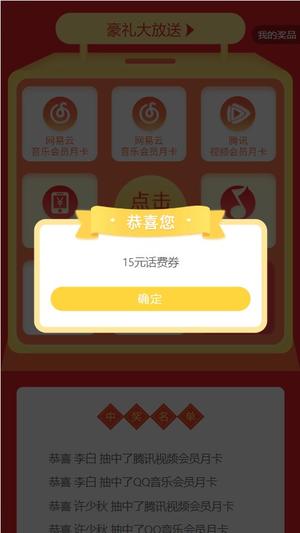 豪礼大放送
我的奖品
网易云
音乐会员月卡
网易云
音乐会员月卡
腾讯
视频会员月卡
点击
恭喜您
15元话费券
确定
中奖名单
恭喜 李白 抽中了腾讯视频会员月卡
恭喜 李白 抽中了QQ音乐会员月卡
恭喜 许少秋 抽中了腾讯视频会员月卡
恭喜 许少秋 抽中了QQ音乐会员月卡